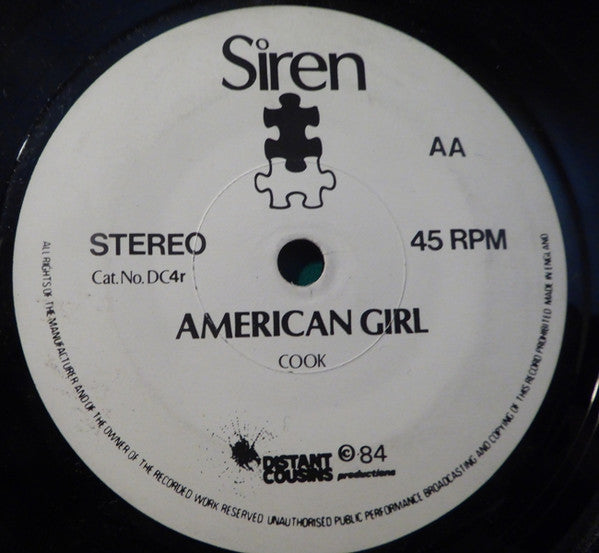 Siren
AA
STEREO
45 RPM
Cat. No. DC4r
AMERICAN GIRL
COOK
DISTANT
COUSINS productions
© 84
ALL RIGHTS OF THE MANUFACTURER AND OF THE OWNER OF THE RECORDED WORK RESERVED UNAUTHORISED PUBLIC PERFORMANCE BROADCASTING AND COPYING OF THIS RECORD PROHIBITED MADE IN ENGLAND